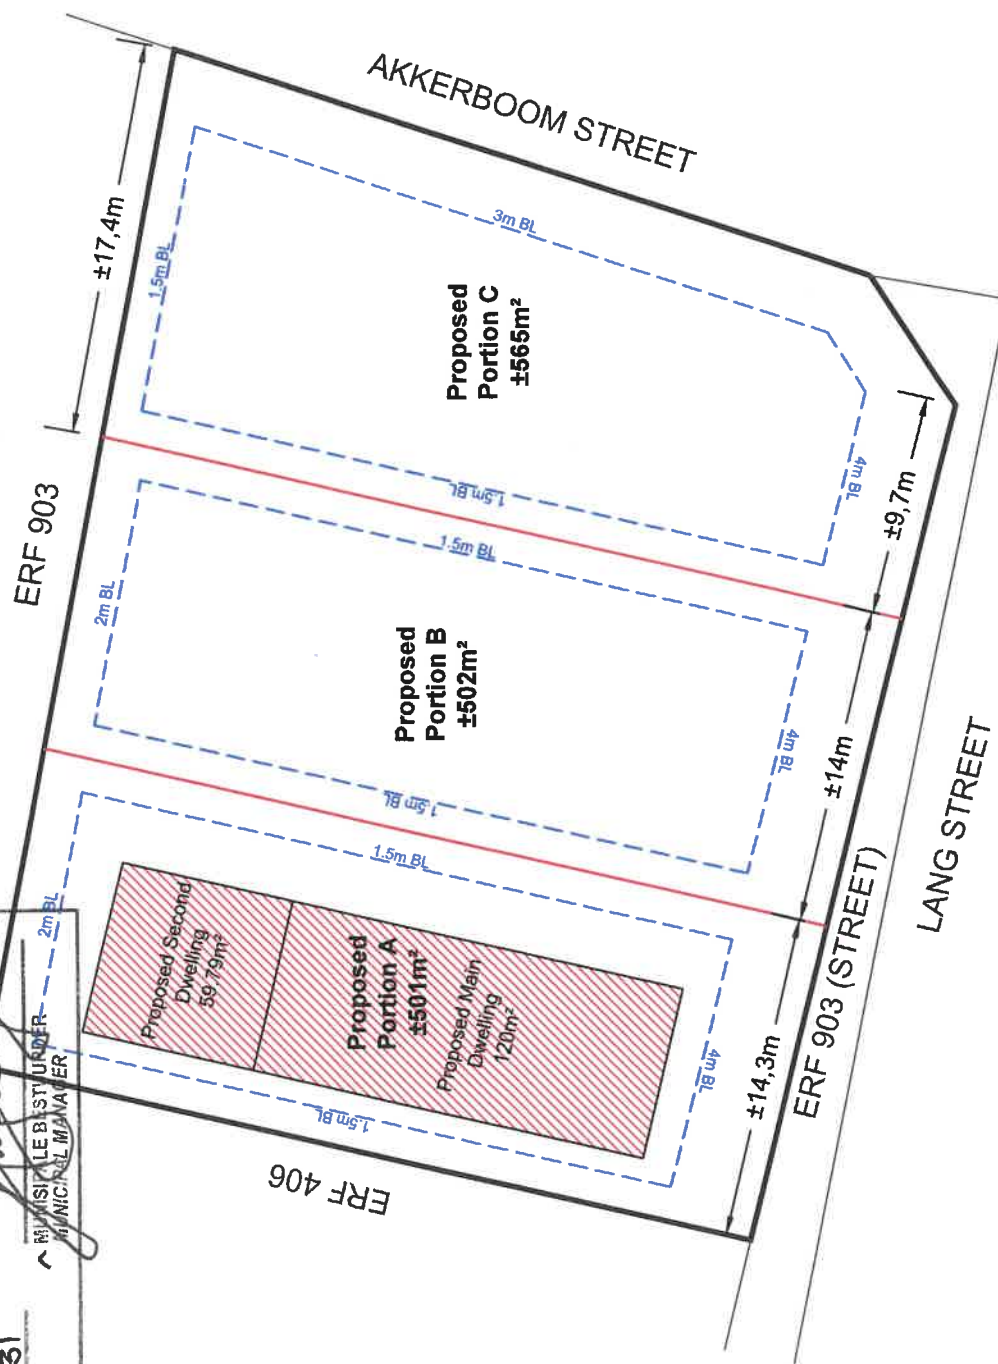 AKKERBOOM STREET
±17,4m
1.5m BL
3m BL
Proposed
Portion C
±565m²
1.5m BL
4m BL
±9,7m
ERF 903
2m BL
1.5m BL
Proposed
Portion B
±502m²
1.5m BL
4m BL
±14m
LANG STREET
2m BL
1.5m BL
Proposed Second
Dwelling
59.79m²
Proposed
Portion A
±501m²
Proposed Main
Dwelling
120m²
1.5m BL
4m BL
±14,3m
ERF 903 (STREET)
ERF 406
MUNISIPALE BESTUURDER
MUNICIPAL MANAGER